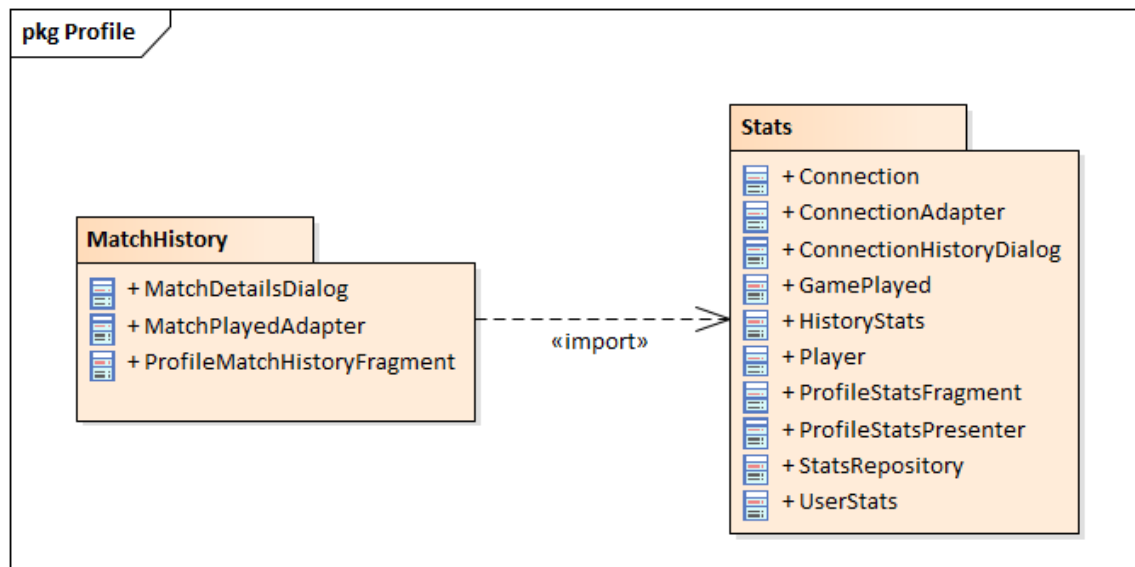 pkg Profile
MatchHistory
+ MatchDetailsDialog
+ MatchPlayedAdapter
+ ProfileMatchHistoryFragment
«import»
Stats
+ Connection
+ ConnectionAdapter
+ ConnectionHistoryDialog
+ GamePlayed
+ HistoryStats
+ Player
+ ProfileStatsFragment
+ ProfileStatsPresenter
+ StatsRepository
+ UserStats